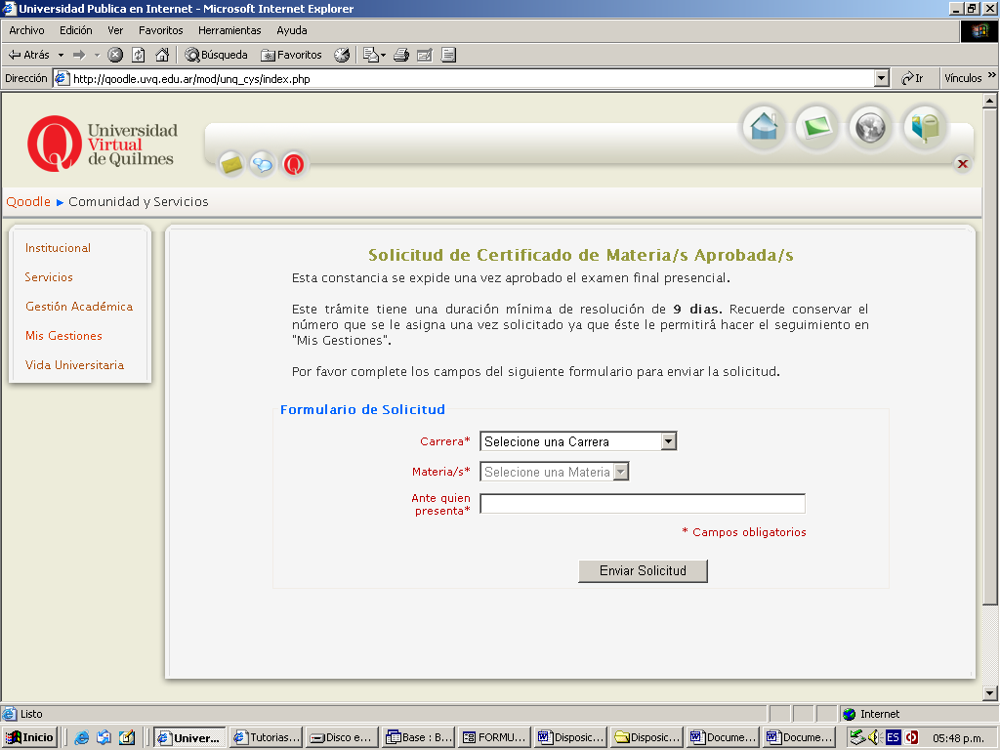 Universidad Publica en Internet - Microsoft Internet Explorer
Archivo Edición Ver Favoritos Herramientas Ayuda
Atrás Búsqueda Favoritos
Dirección http://qoodle.uvq.edu.ar/mod/unq_cys/index.php Ir Vínculos »
Universidad
Virtual
de Quilmes
Qoodle ► Comunidad y Servicios
Institucional
Servicios
Gestión Académica
Mis Gestiones
Vida Universitaria
Solicitud de Certificado de Materia/s Aprobada/s
Esta constancia se expide una vez aprobado el examen final presencial.
Este trámite tiene una duración mínima de resolución de 9 dias. Recuerde conservar el
número que se le asigna una vez solicitado ya que éste le permitirá hacer el seguimiento en
"Mis Gestiones".
Por favor complete los campos del siguiente formulario para enviar la solicitud.
Formulario de Solicitud
Carrera* Selecione una Carrera
Materia/s* Selecione una Materia
Ante quien
presenta*
* Campos obligatorios
Enviar Solicitud
Listo Internet
Inicio Univer... Tutorias... Disco e... Base : B... FORMU... Disposic... Disposic... Docume... Docume... ES 05:48 p.m.